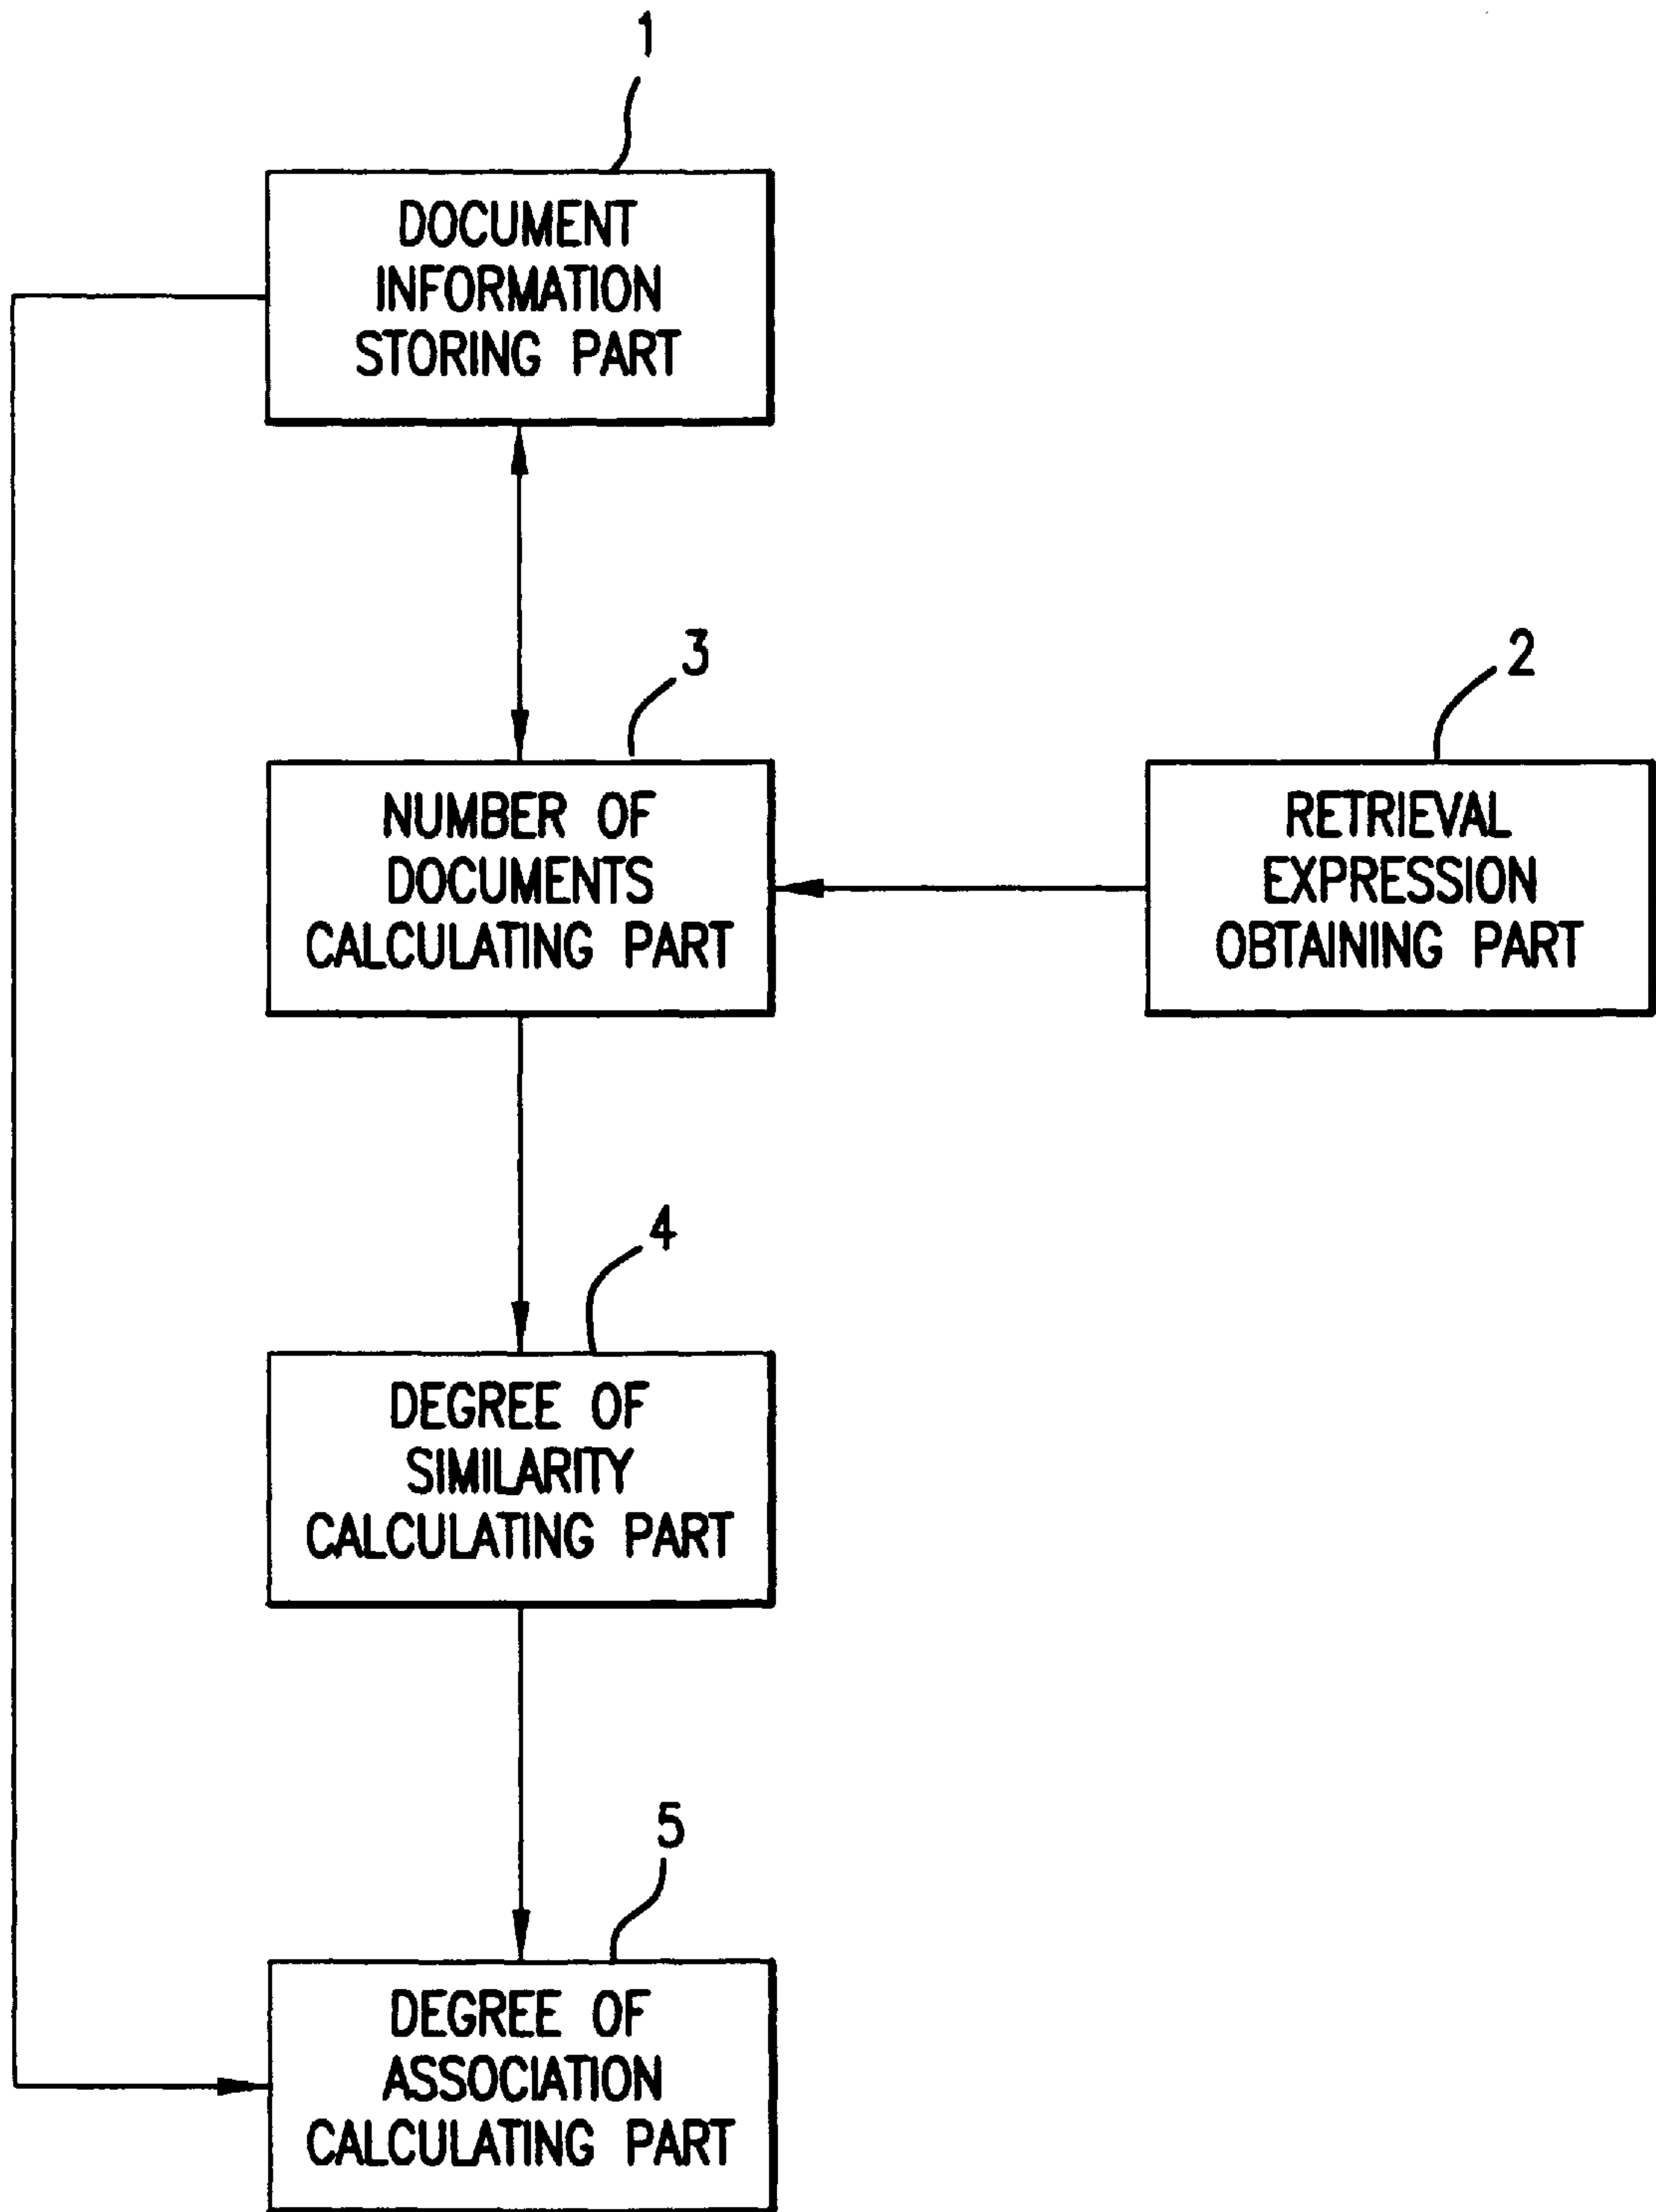 1
DOCUMENT
INFORMATION
STORING PART
3
NUMBER OF
DOCUMENTS
CALCULATING PART
2
RETRIEVAL
EXPRESSION
OBTAINING PART
4
DEGREE OF
SIMILARITY
CALCULATING PART
5
DEGREE OF
ASSOCIATION
CALCULATING PART